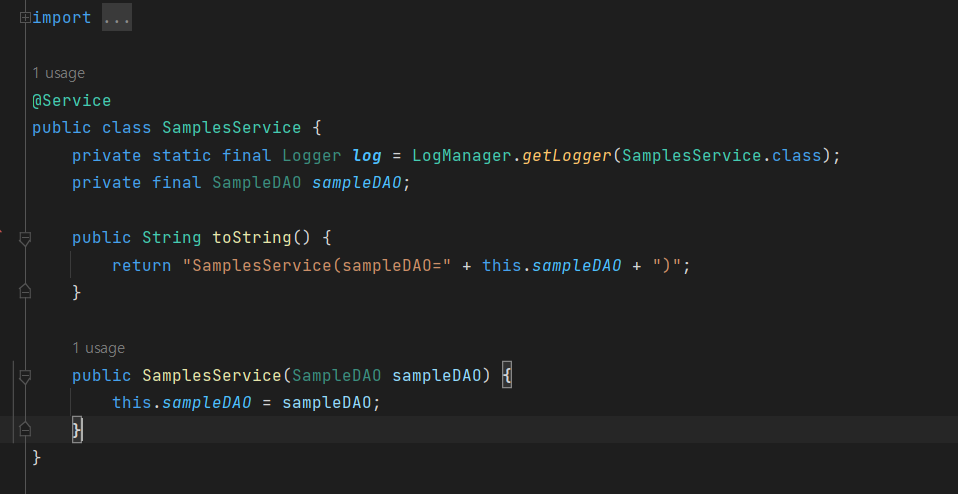 import ...
1 usage
@Service
public class SamplesService {
private static final Logger log = LogManager.getLogger(SamplesService.class);
private final SampleDAO sampleDAO;
public String toString() {
return "SamplesService(sampleDAO=" + this.sampleDAO + ")";
}
1 usage
public SamplesService(SampleDAO sampleDAO) {
this.sampleDAO = sampleDAO;
}
}